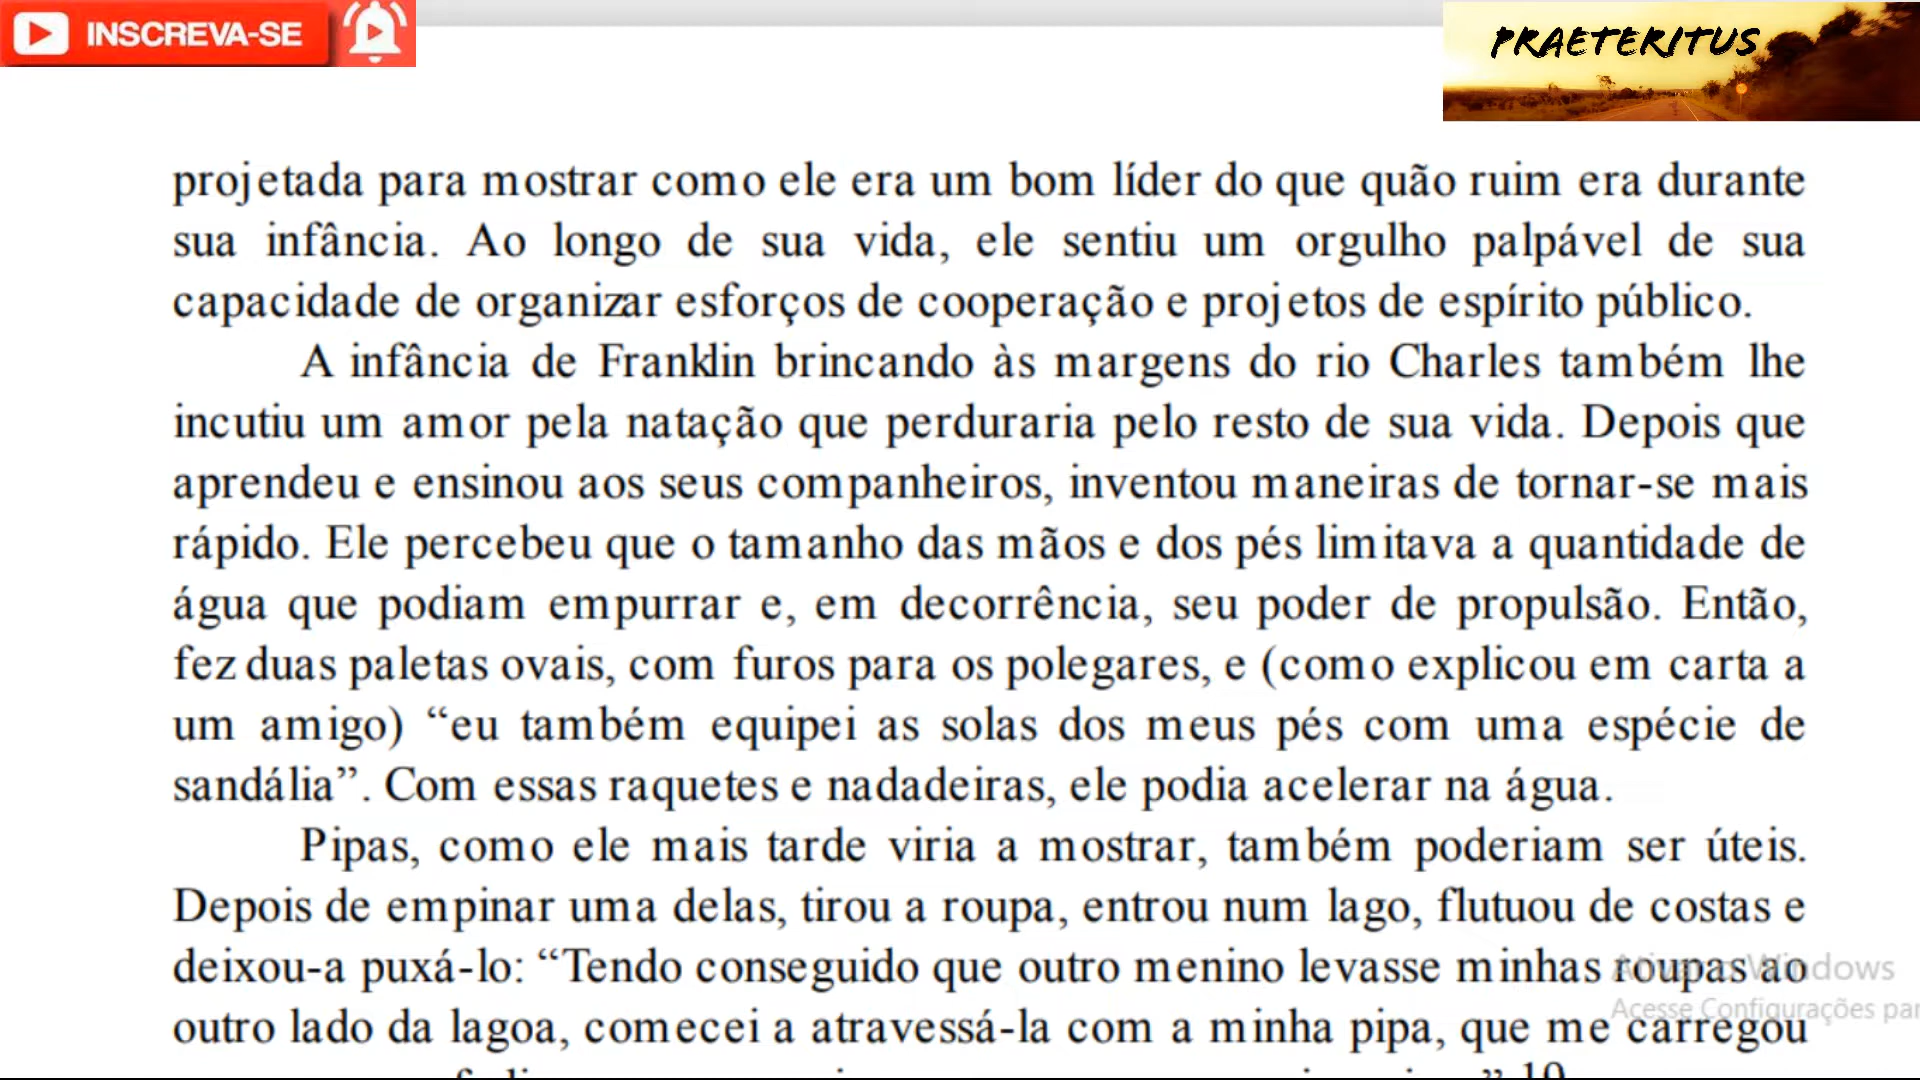 INSCREVA-SE
PRAETERITUS
projetada para mostrar como ele era um bom líder do que quão ruim era durante
sua infância. Ao longo de sua vida, ele sentiu um orgulho palpável de sua
capacidade de organizar esforços de cooperação e projetos de espírito público.
A infância de Franklin brincando às margens do rio Charles também lhe
incutiu um amor pela natação que perduraria pelo resto de sua vida. Depois que
aprendeu e ensinou aos seus companheiros, inventou maneiras de tornar-se mais
rápido. Ele percebeu que o tamanho das mãos e dos pés limitava a quantidade de
água que podiam empurrar e, em decorrência, seu poder de propulsão. Então,
fez duas paletas ovais, com furos para os polegares, e (como explicou em carta a
um amigo) “eu também equipei as solas dos meus pés com uma espécie de
sandália”. Com essas raquetes e nadadeiras, ele podia acelerar na água.
Pipas, como ele mais tarde viria a mostrar, também poderiam ser úteis.
Depois de empinar uma delas, tirou a roupa, entrou num lago, flutuou de costas e
deixou-a puxá-lo: “Tendo conseguido que outro menino levasse minhas roupas ao
outro lado da lagoa, comecei a atravessá-la com a minha pipa, que me carregou
Ativar o Windows
Acesse Configurações par